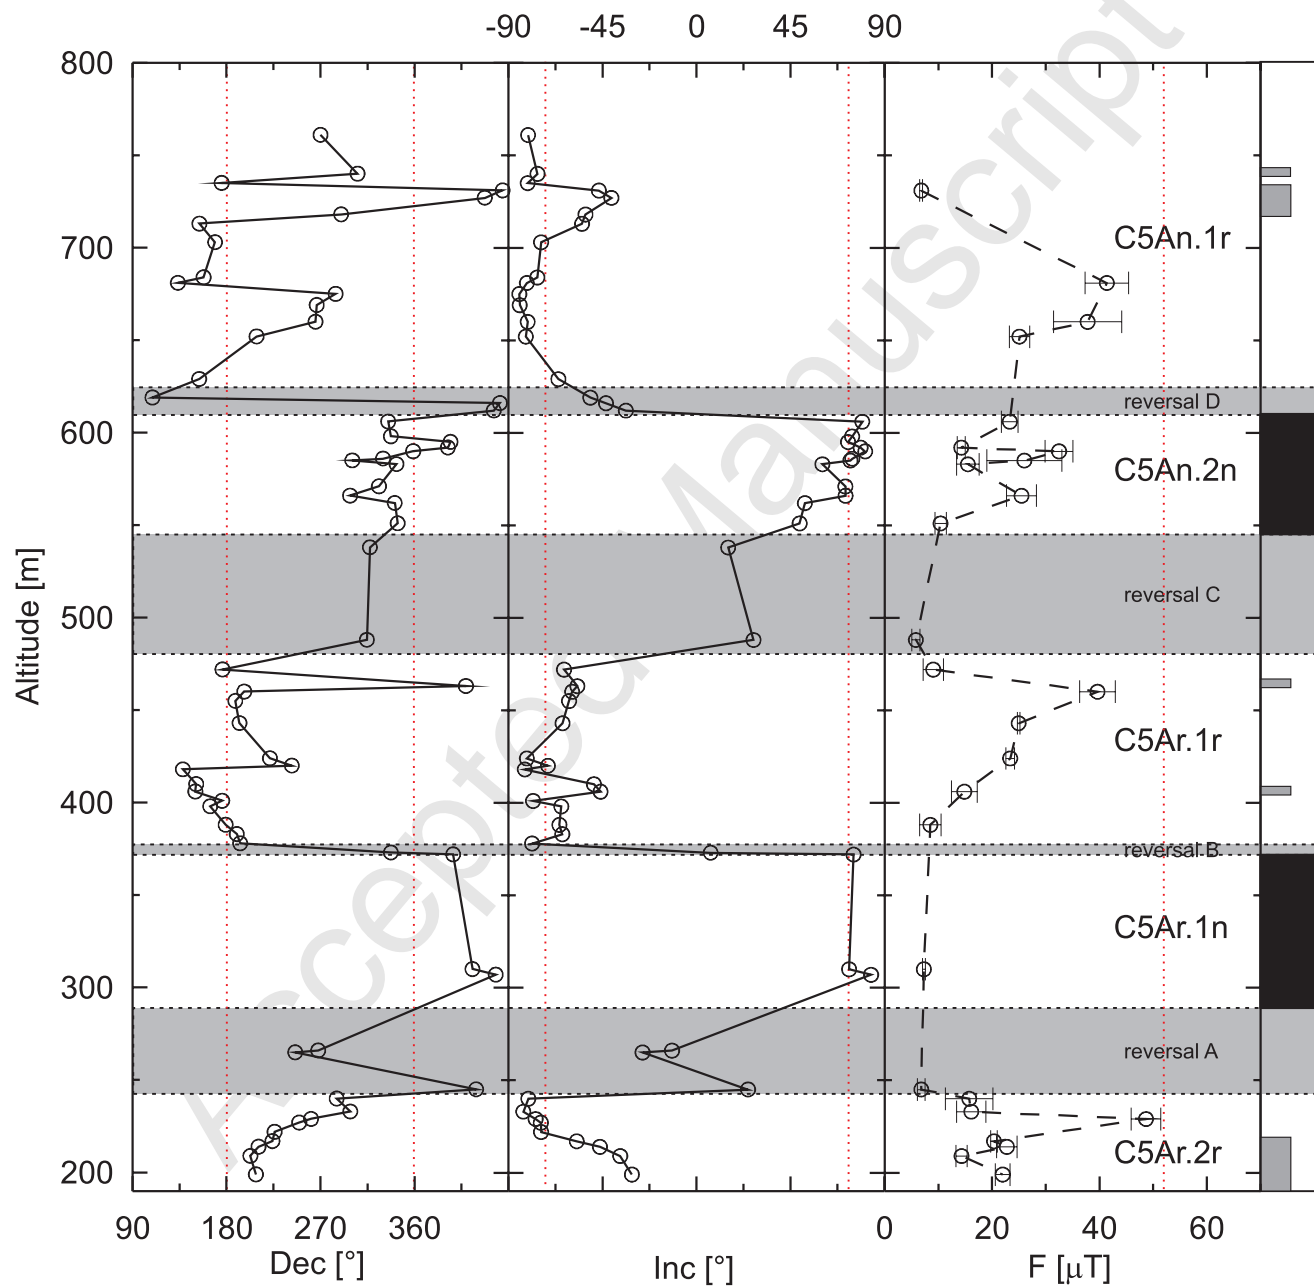 -90 -45 0 45 90
800
700
600
500
400
300
200
Altitude [m]
C5An.1r
reversal D
C5An.2n
reversal C
C5Ar.1r
reversal B
C5Ar.1n
reversal A
C5Ar.2r
90 180 270 360
0 20 40 60
Dec [°]
Inc [°]
F [μT]
Accepted Manuscript